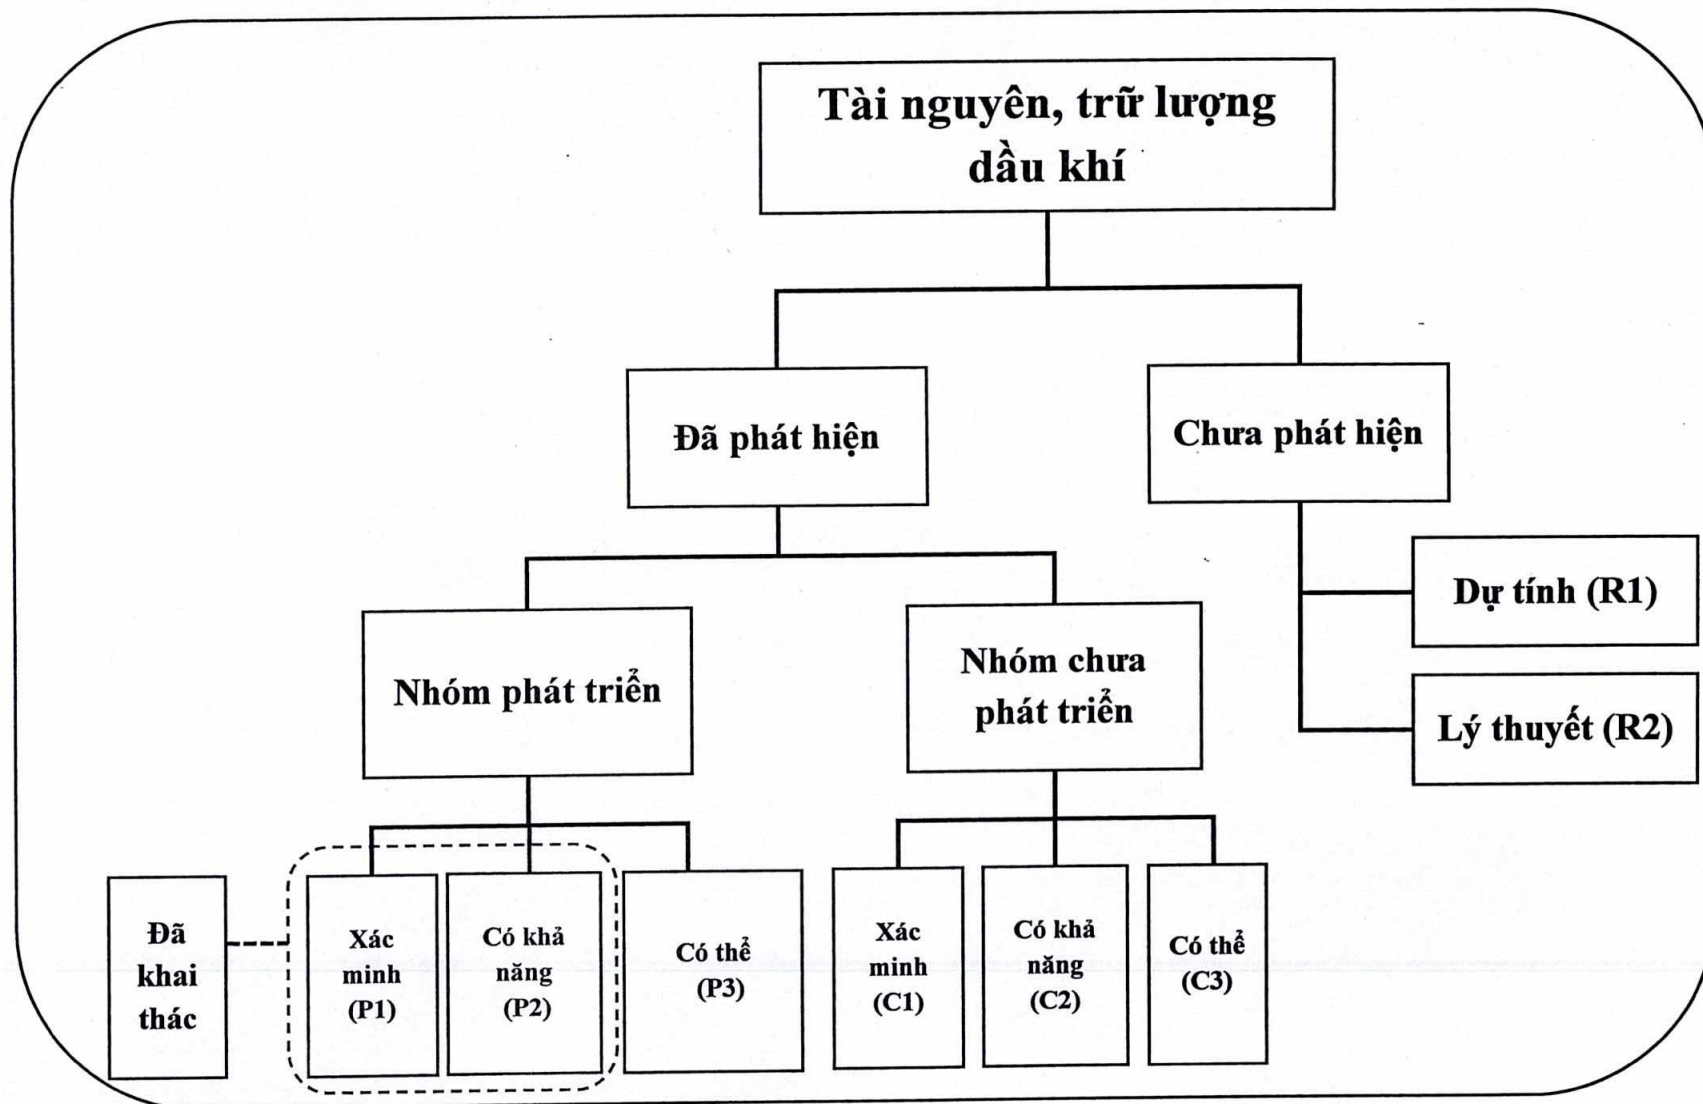 Tài nguyên, trữ lượng
dầu khí
Đã phát hiện
Chưa phát hiện
Dự tính (R1)
Lý thuyết (R2)
Nhóm phát triển
Nhóm chưa
phát triển
Đã
khai
thác
Xác
minh
(P1)
Có khả
năng
(P2)
Có thể
(P3)
Xác
minh
(C1)
Có khả
năng
(C2)
Có thể
(C3)